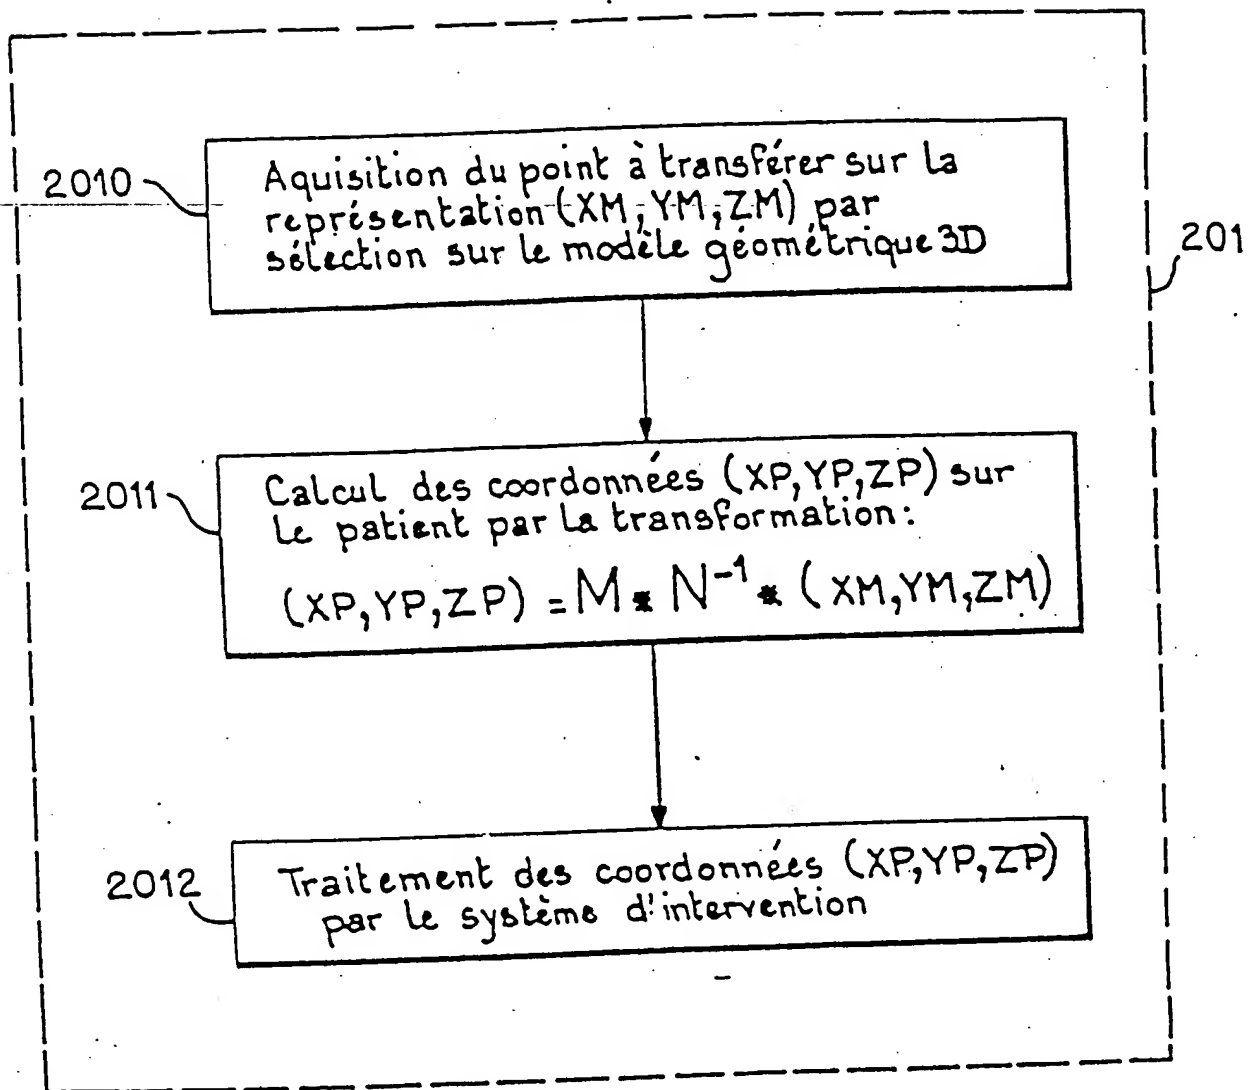 2010
Aquisition du point à transférer sur la
représentation (XM, YM, ZM) par
sélection sur le modèle géométrique 3D
201
2011
Calcul des coordonnées (XP, YP, ZP) sur
le patient par la transformation:
(XP, YP, ZP) = M * N⁻¹ * (XM, YM, ZM)
2012
Traitement des coordonnées (XP, YP, ZP)
par le système d'intervention